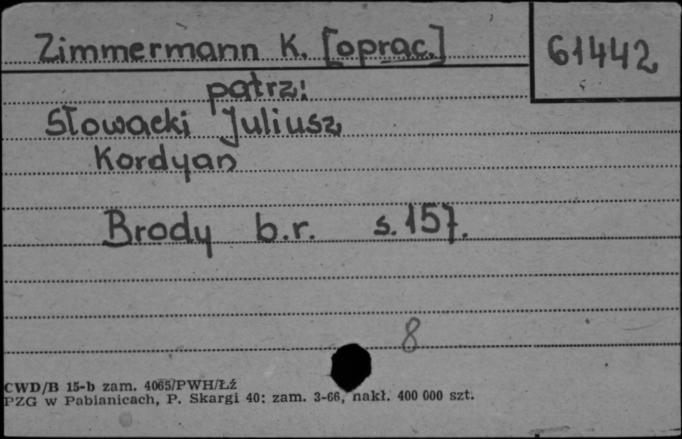 Zimmermann K. [oprac.]
61442
patrz:
Słowacki Juliusz
Kordyan
Brody b.r. s. 157.
8
CWD/B 15-b zam. 4065/PWH/Łź
PZG w Pabianicach, P. Skargi 40; zam. 3-66, nakł. 400 000 szt.